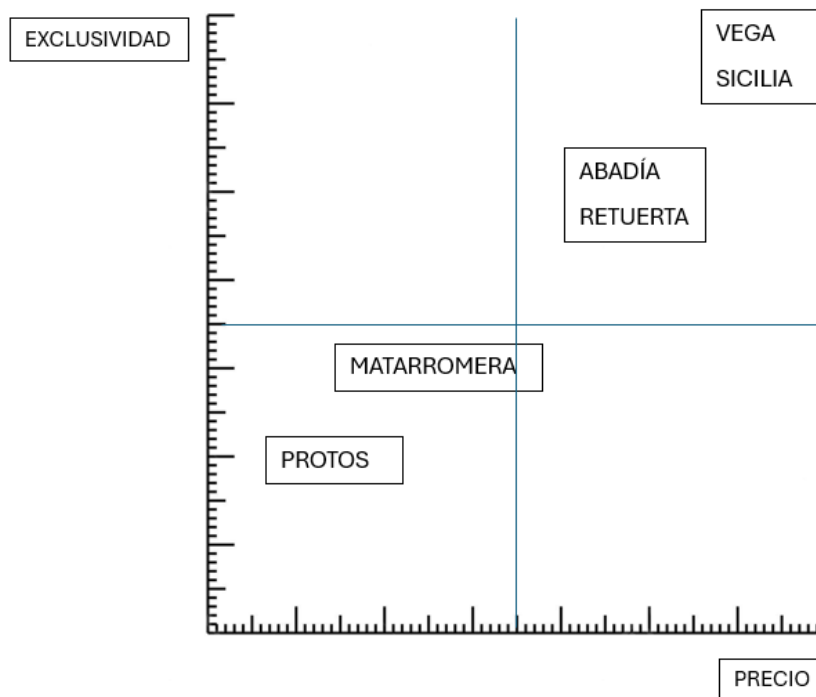 EXCLUSIVIDAD
VEGA
SICILIA
ABADÍA
RETUERTA
MATARROMERA
PROTOS
PRECIO